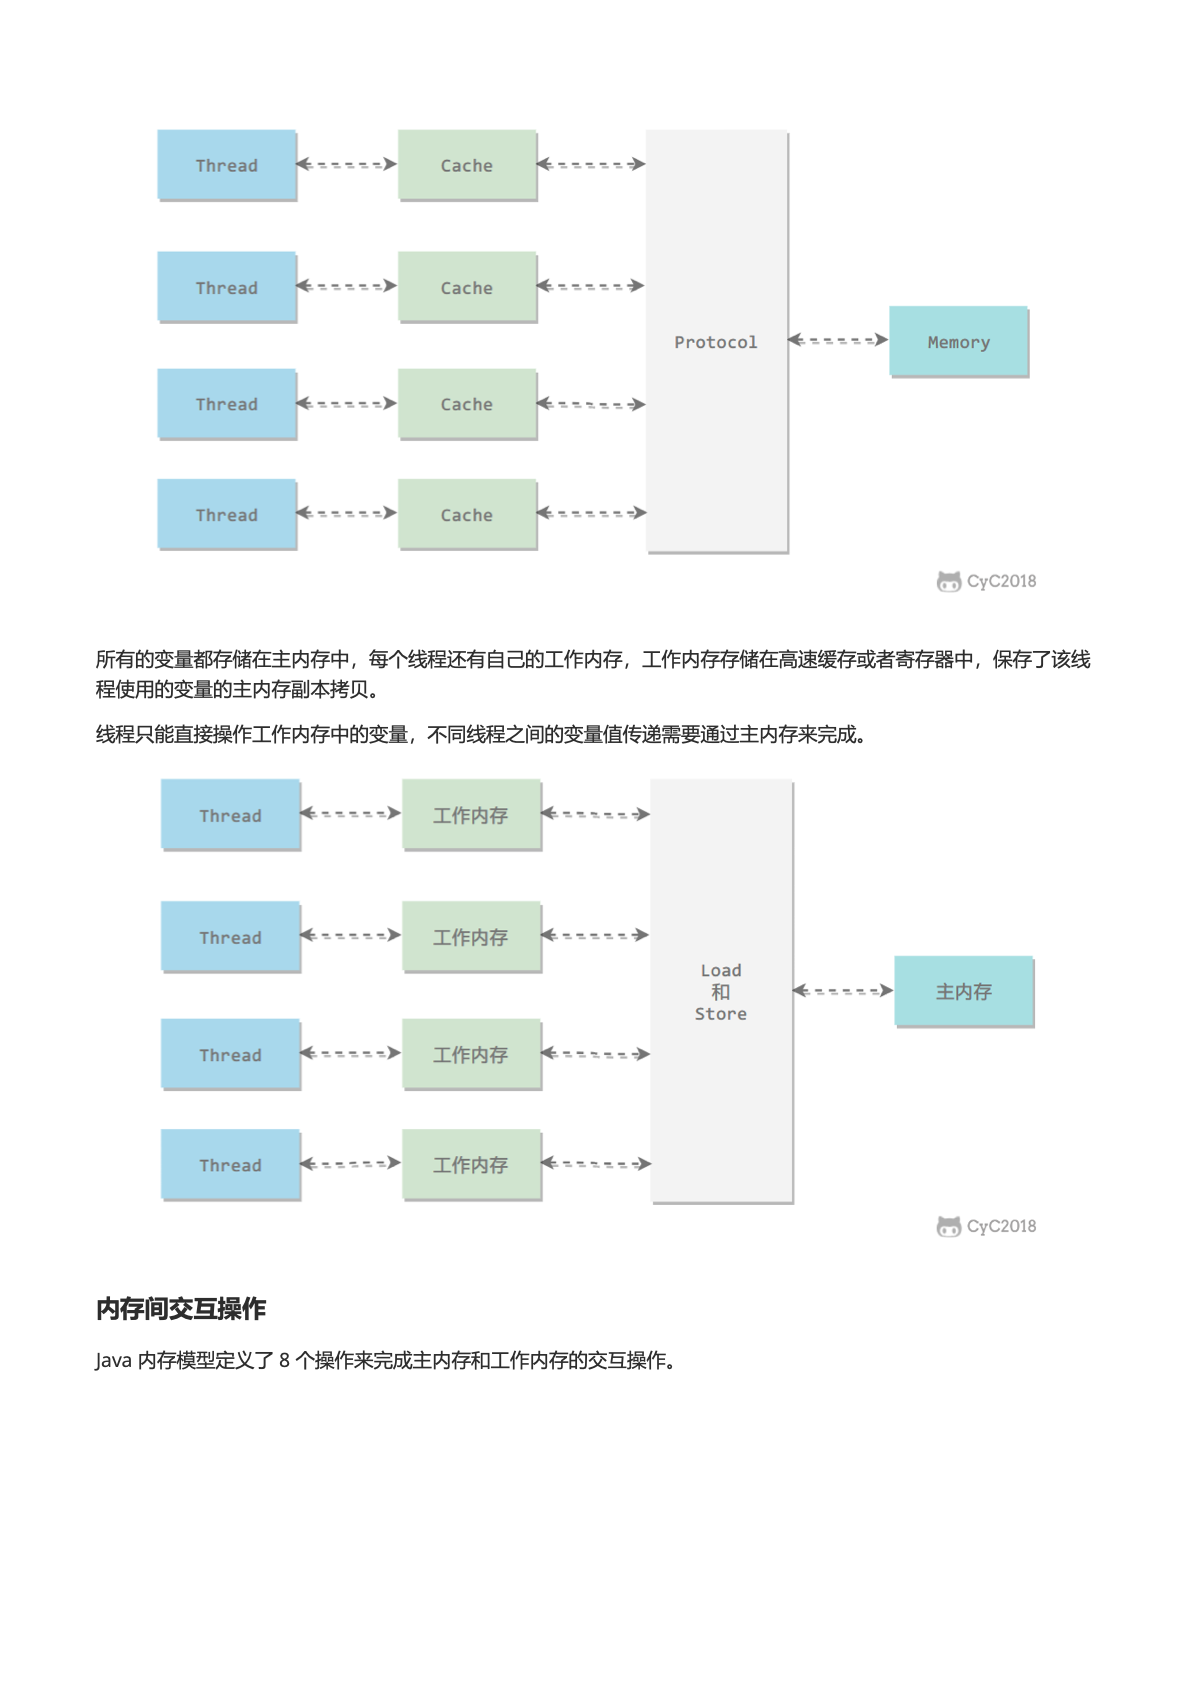 Thread Cache
Thread Cache
Protocol Memory
Thread Cache
Thread Cache
CyC2018
所有的变量都存储在主内存中，每个线程还有自己的工作内存，工作内存存储在高速缓存或者寄存器中，保存了该线
程使用的变量的主内存副本拷贝。
线程只能直接操作工作内存中的变量，不同线程之间的变量值传递需要通过主内存来完成。
Thread 工作内存
Thread 工作内存
Load
和 主内存
Store
Thread 工作内存
Thread 工作内存
CyC2018
内存间交互操作
Java 内存模型定义了 8 个操作来完成主内存和工作内存的交互操作。